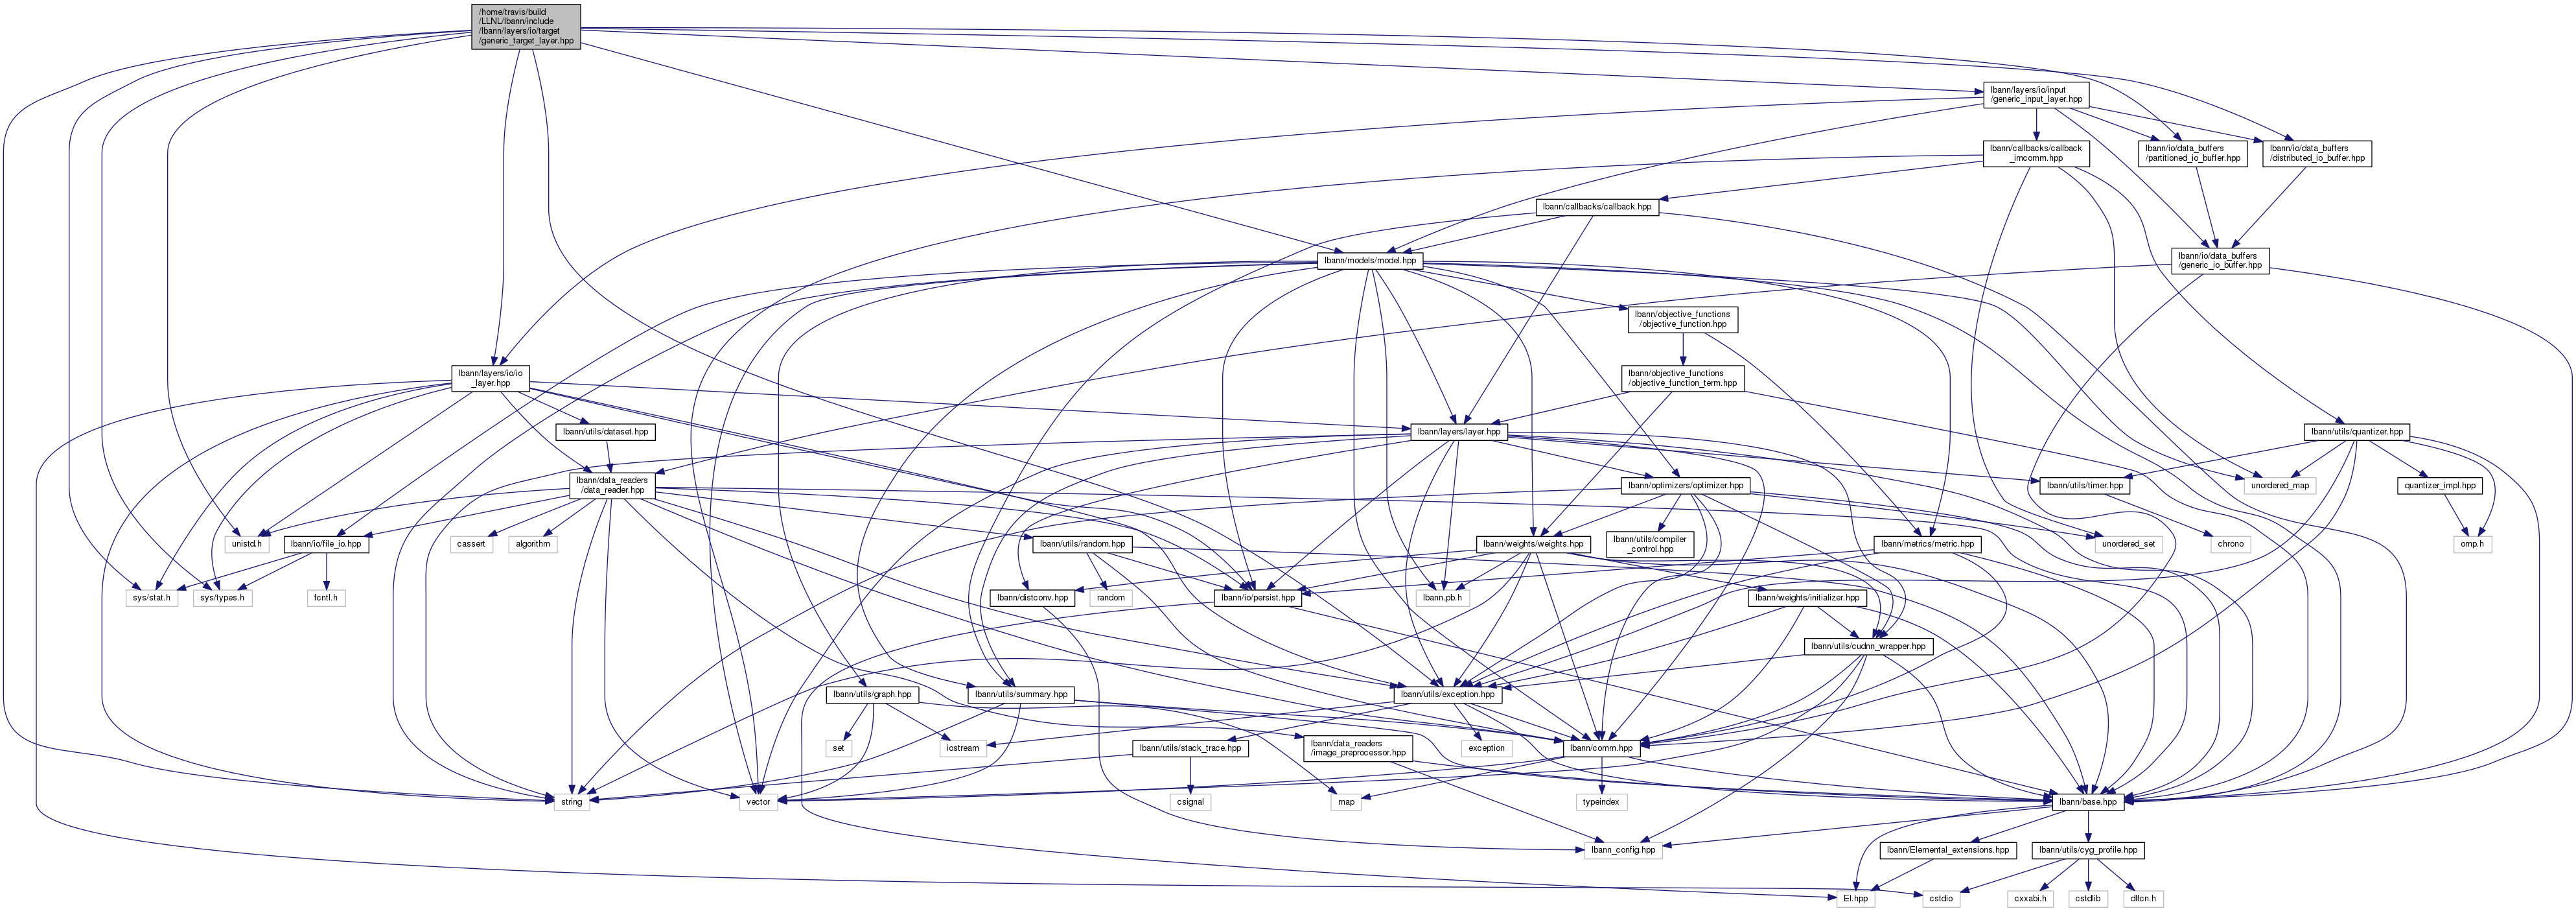 /home/travis/build
/LLNL/lbann/include
/lbann/layers/io/target
/generic_target_layer.hpp
lbann/layers/io/input
/generic_input_layer.hpp
lbann/callbacks/callback
_imcomm.hpp
lbann/io/data_buffers
/partitioned_io_buffer.hpp
lbann/io/data_buffers
/distributed_io_buffer.hpp
lbann/callbacks/callback.hpp
lbann/models/model.hpp
lbann/io/data_buffers
/generic_io_buffer.hpp
lbann/objective_functions
/objective_function.hpp
lbann/layers/io/io
_layer.hpp
lbann/objective_functions
/objective_function_term.hpp
lbann/utils/dataset.hpp
lbann/layers/layer.hpp
lbann/utils/quantizer.hpp
lbann/data_readers
/data_reader.hpp
lbann/optimizers/optimizer.hpp
lbann/utils/timer.hpp
unordered_map
quantizer_impl.hpp
unistd.h
lbann/io/file_io.hpp
cassert
algorithm
lbann/utils/random.hpp
lbann/weights/weights.hpp
lbann/utils/compiler
_control.hpp
lbann/metrics/metric.hpp
unordered_set
chrono
omp.h
sys/stat.h
sys/types.h
fcntl.h
lbann/distconv.hpp
random
lbann/io/persist.hpp
lbann.pb.h
lbann/weights/initializer.hpp
lbann/utils/cudnn_wrapper.hpp
lbann/utils/graph.hpp
lbann/utils/summary.hpp
lbann/utils/exception.hpp
set
iostream
lbann/utils/stack_trace.hpp
lbann/data_readers
/image_preprocessor.hpp
exception
lbann/comm.hpp
string
vector
csignal
map
typeindex
lbann/base.hpp
lbann_config.hpp
lbann/Elemental_extensions.hpp
lbann/utils/cyg_profile.hpp
El.hpp
cstdio
cxxabi.h
cstdlib
dlfcn.h